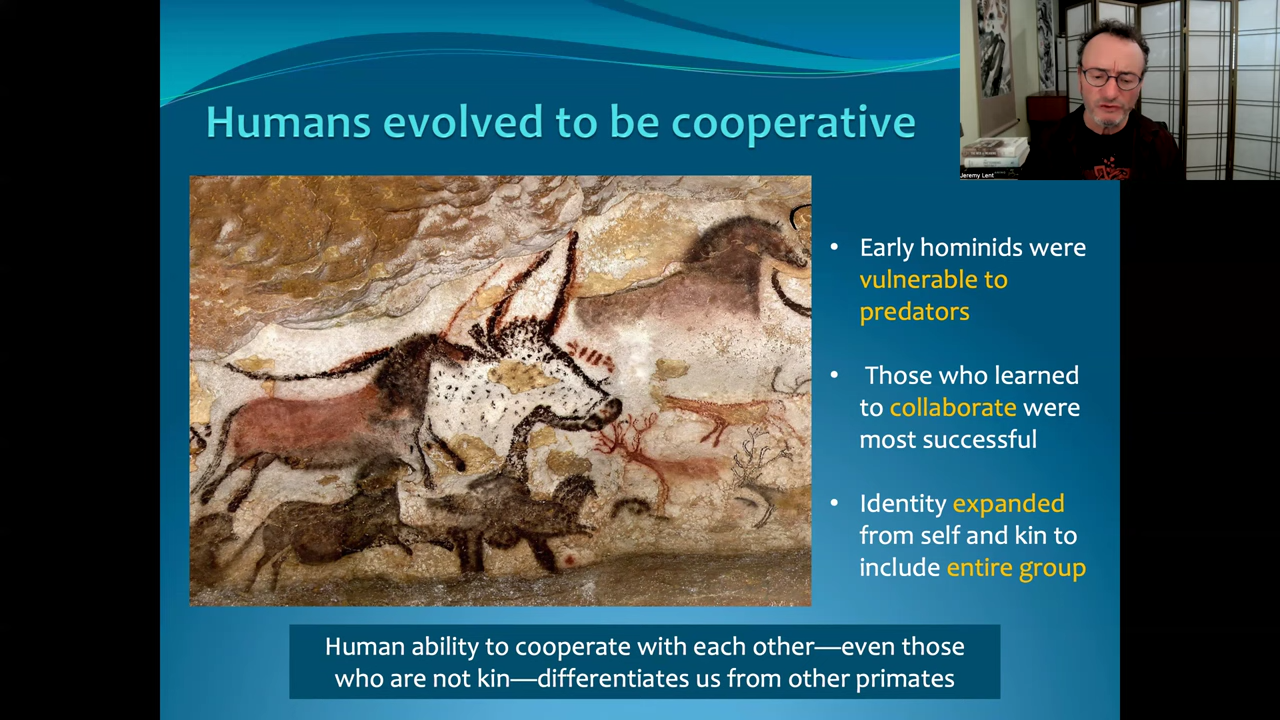 Humans evolved to be cooperative
Jeremy Lent
• Early hominids were
vulnerable to
predators
• Those who learned
to collaborate were
most successful
• Identity expanded
from self and kin to
include entire group
Human ability to cooperate with each other—even those
who are not kin—differentiates us from other primates